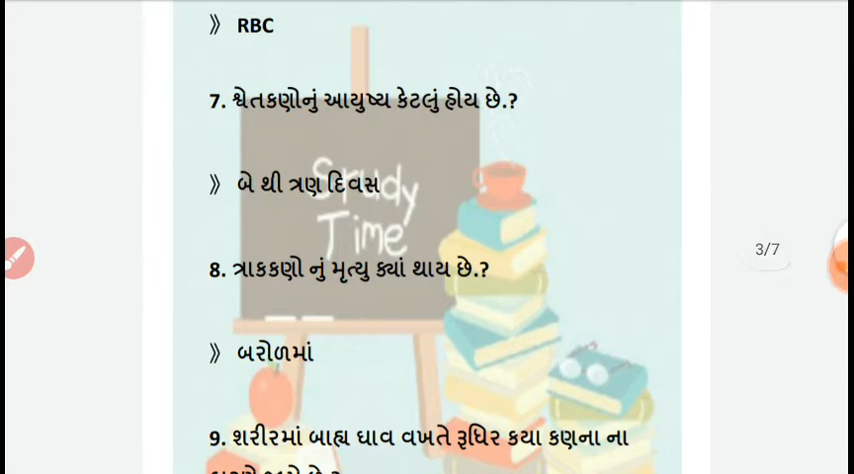 》 RBC
7. શ્વેતકણોનું આયુષ્ય કેટલું હોય છે.?
Study
》 બે થી ત્રણ દિવસ
Time
3/7
8. ત્રાકકણો નું મૃત્યુ ક્યાં થાય છે.?
》 બરોળમાં
9. શરીરમાં બાહ્ય ઘાવ વખતે રૂધિર કયા કણના ના